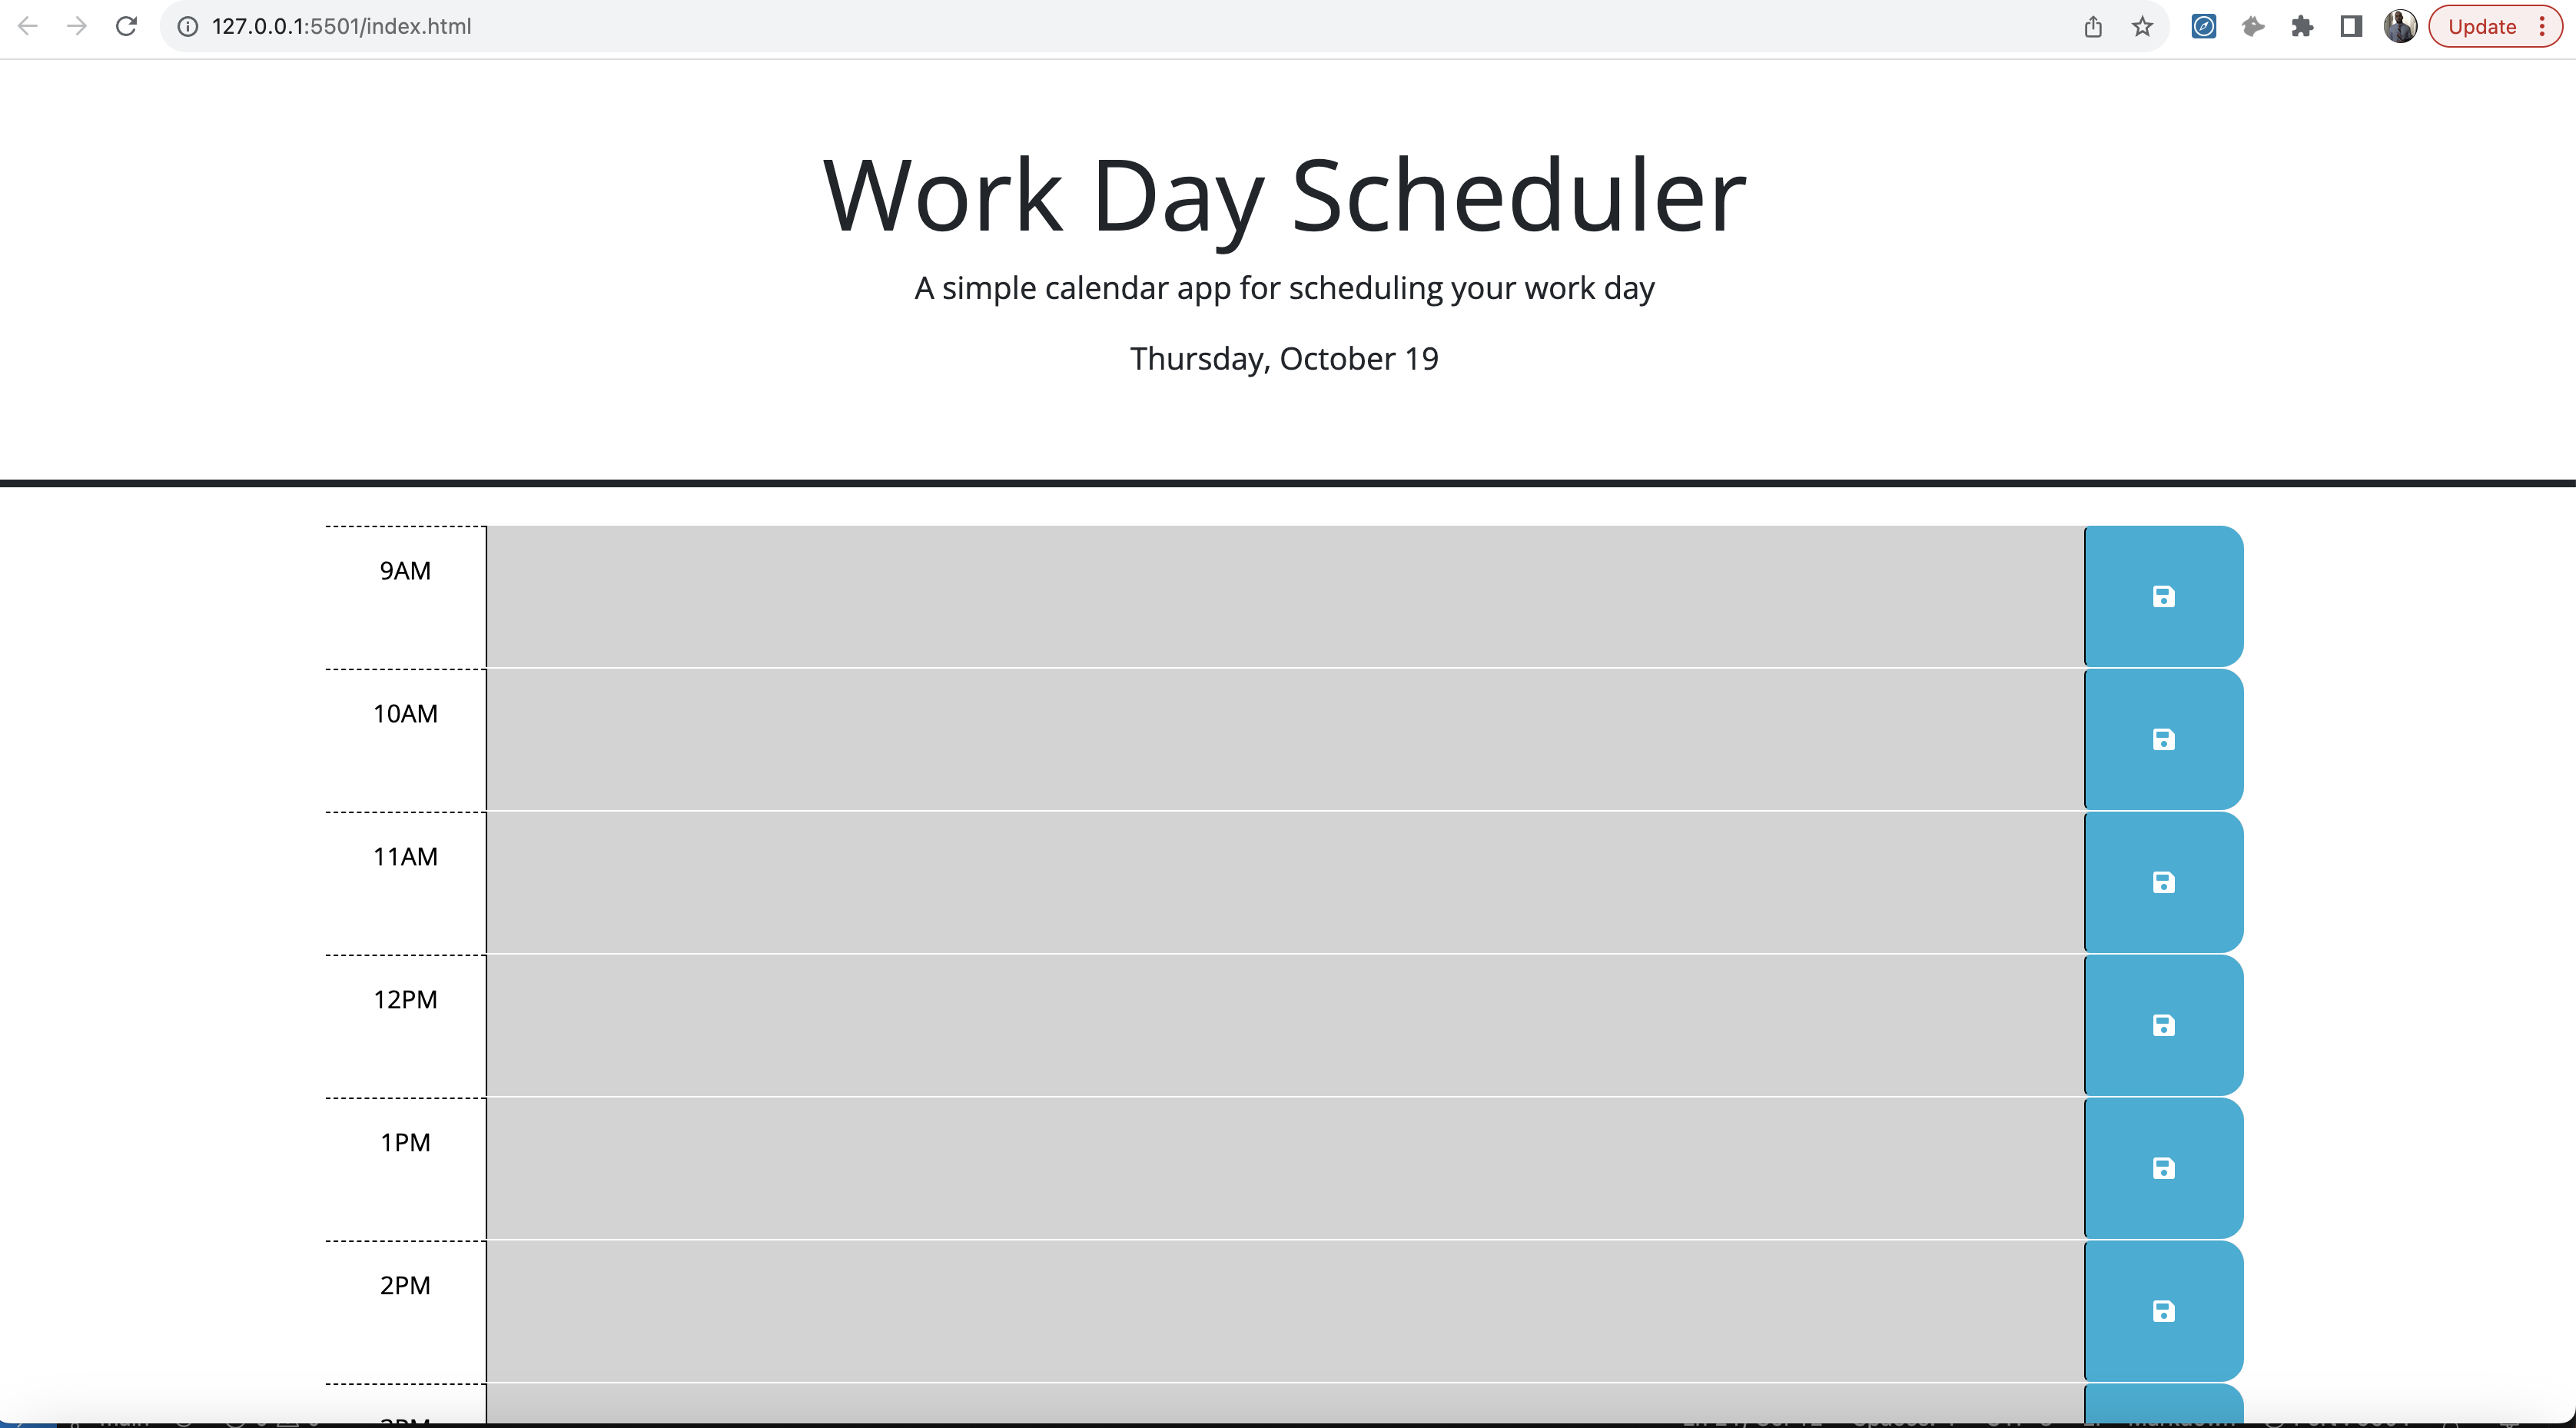 127.0.0.1:5501/index.html
Update
Work Day Scheduler
A simple calendar app for scheduling your work day
Thursday, October 19
9AM
10AM
11AM
12PM
1PM
2PM